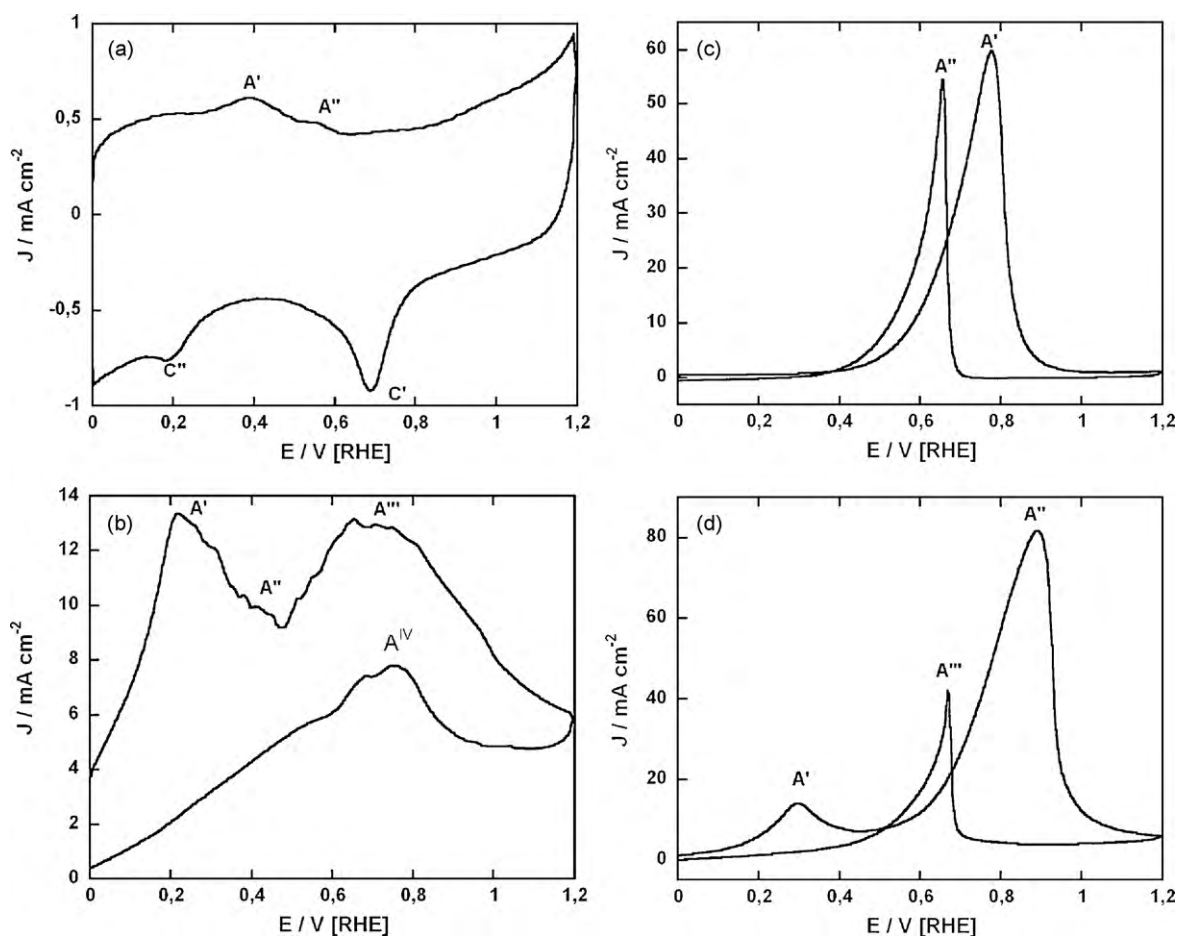 (a)
1
0,5
0
-0,5
-1
J / mA cm⁻²
A'
A''
C''
C'
0 0,2 0,4 0,6 0,8 1 1,2
E / V [RHE]
(c)
60
50
40
30
20
10
0
J / mA cm⁻²
A''
A'
0 0,2 0,4 0,6 0,8 1 1,2
E / V [RHE]
(b)
14
12
10
8
6
4
2
0
J / mA cm⁻²
A'
A''
A'''
A^IV
0 0,2 0,4 0,6 0,8 1 1,2
E / V [RHE]
(d)
80
60
40
20
0
J / mA cm⁻²
A'
A'''
A''
0 0,2 0,4 0,6 0,8 1 1,2
E / V [RHE]